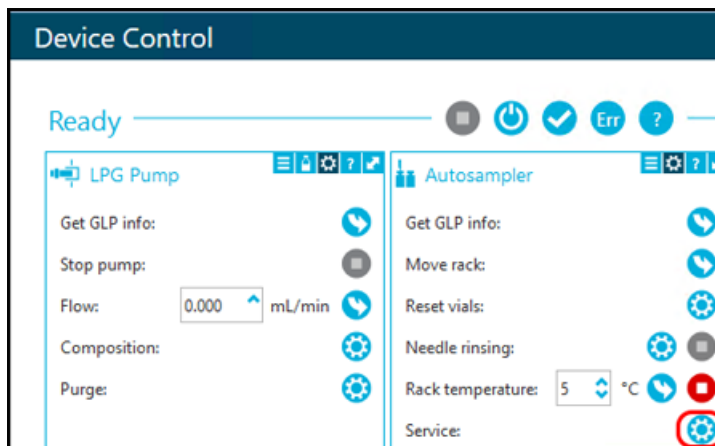 Device Control
Ready
Err ?
LPG Pump
?
Get GLP info:
Stop pump:
Flow: 0.000 mL/min
Composition:
Purge:
Autosampler
?
Get GLP info:
Move rack:
Reset vials:
Needle rinsing:
Rack temperature: 5 °C
Service: